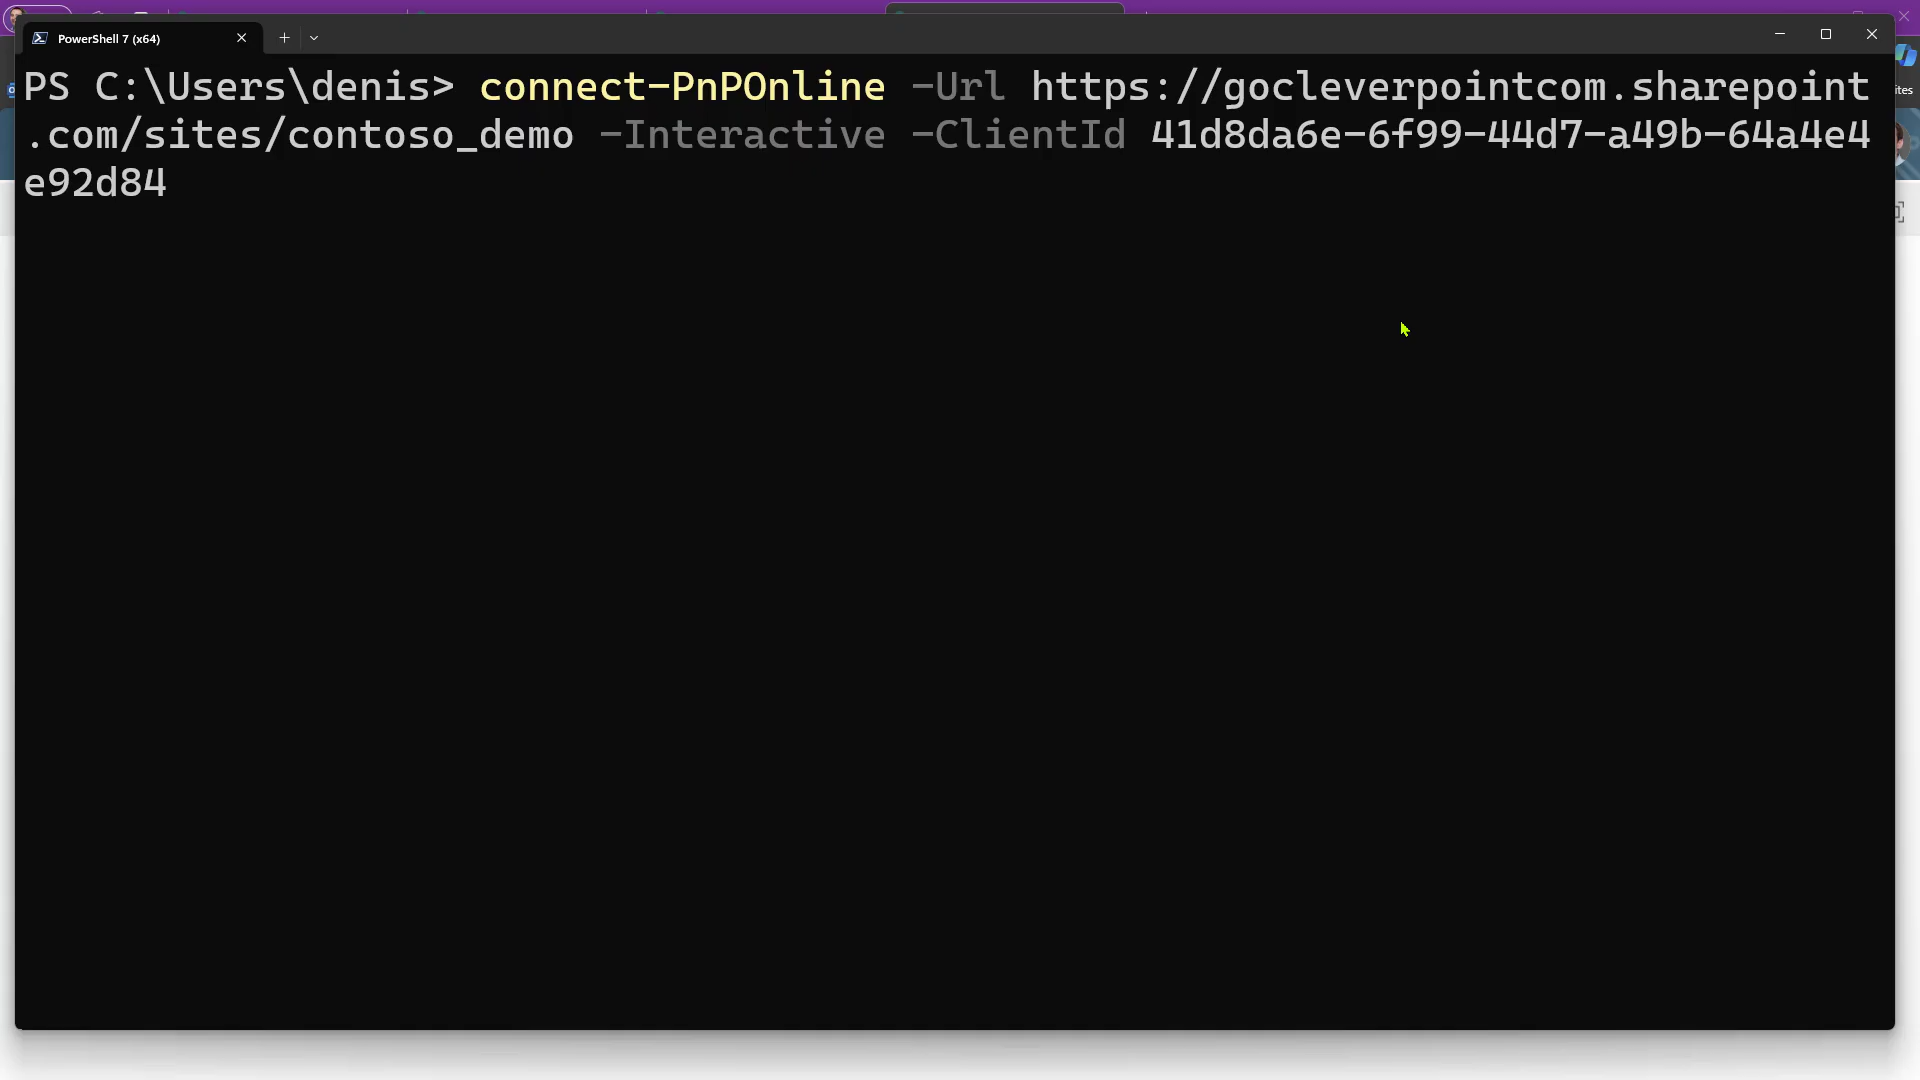 PowerShell 7 (x64)
PS C:\Users\denis> connect-PnPOnline -Url https://gocleverpointcom.sharepoint
.com/sites/contoso_demo -Interactive -ClientId 41d8da6e-6f99-44d7-a49b-64a4e4
e92d84
ites